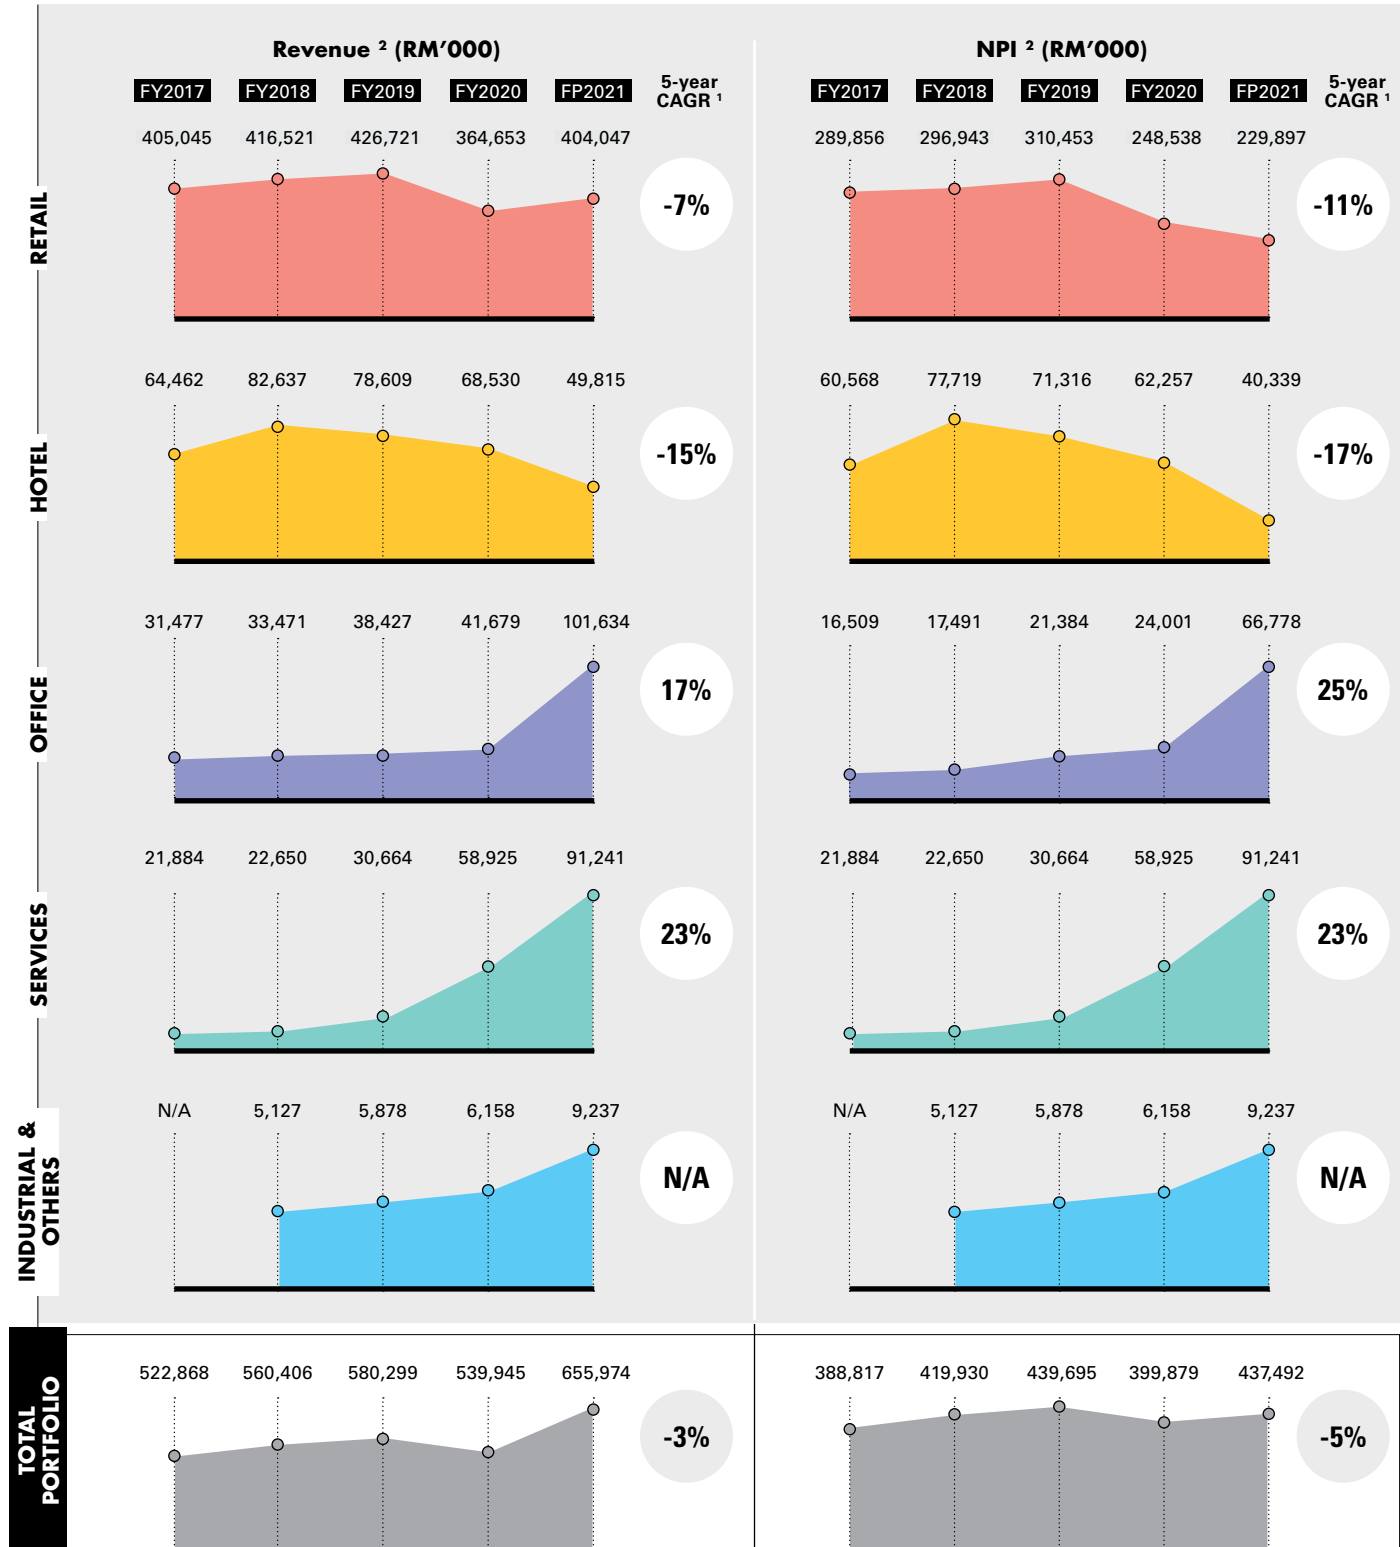 Revenue ² (RM'000)
FY2017 FY2018 FY2019 FY2020 FP2021 5-year CAGR ¹
NPI ² (RM'000)
FY2017 FY2018 FY2019 FY2020 FP2021 5-year CAGR ¹
RETAIL
405,045 416,521 426,721 364,653 404,047
-7%
289,856 296,943 310,453 248,538 229,897
-11%
HOTEL
64,462 82,637 78,609 68,530 49,815
-15%
60,568 77,719 71,316 62,257 40,339
-17%
OFFICE
31,477 33,471 38,427 41,679 101,634
17%
16,509 17,491 21,384 24,001 66,778
25%
SERVICES
21,884 22,650 30,664 58,925 91,241
23%
21,884 22,650 30,664 58,925 91,241
23%
INDUSTRIAL &
OTHERS
N/A 5,127 5,878 6,158 9,237
N/A
N/A 5,127 5,878 6,158 9,237
N/A
TOTAL
PORTFOLIO
522,868 560,406 580,299 539,945 655,974
-3%
388,817 419,930 439,695 399,879 437,492
-5%